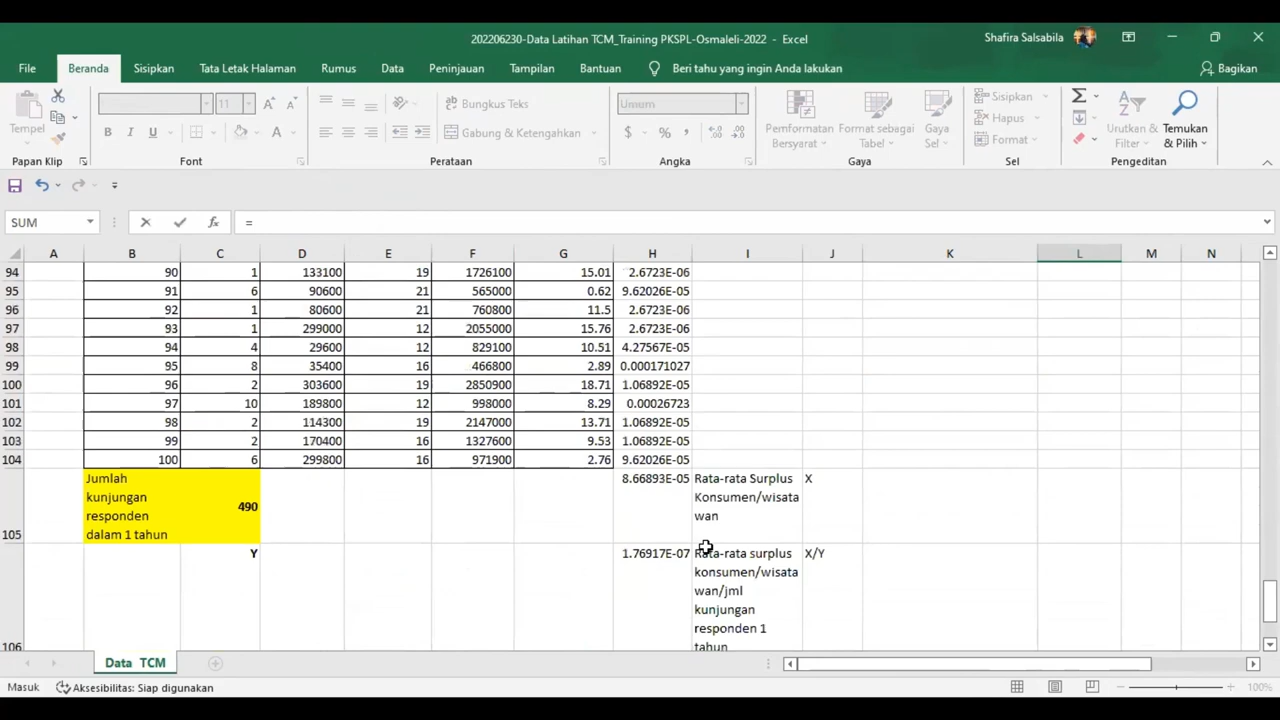 202206230-Data Latihan TCM_Training PKSPL-Osmaleli-2022 - Excel
Shafira Salsabila
File Beranda Sisipkan Tata Letak Halaman Rumus Data Peninjauan Tampilan Bantuan Beri tahu yang ingin Anda lakukan Bagikan
11 A A Bungkus Teks Umum Sisipkan
Tempel B I U A Gabung & Ketengahkan $ % , Pemformatan Bersyarat Format sebagai Tabel Gaya Sel Hapus Format Urutkan & Filter Temukan & Pilih
Papan Klip Font Perataan Angka Gaya Sel Pengeditan
SUM fx =
A B C D E F G H I J K L M N
94 90 1 133100 19 1726100 15.01 2.6723E-06
95 91 6 90600 21 565000 0.62 9.62026E-05
96 92 1 80600 21 760800 11.5 2.6723E-06
97 93 1 299000 12 2055000 15.76 2.6723E-06
98 94 4 29600 12 829100 10.51 4.27567E-05
99 95 8 35400 16 466800 2.89 0.000171027
100 96 2 303600 19 2850900 18.71 1.06892E-05
101 97 10 189800 12 998000 8.29 0.00026723
102 98 2 114300 19 2147000 13.71 1.06892E-05
103 99 2 170400 16 1327600 9.53 1.06892E-05
104 100 6 299800 16 971900 2.76 9.62026E-05
Jumlah
kunjungan
responden
dalam 1 tahun
490
8.66893E-05
Rata-rata Surplus
Konsumen/wisata
wan
X
105
Y
1.76917E-07
Rata-rata surplus
konsumen/wisata
wan/jml
kunjungan
responden 1
tahun
X/Y
106
Data_TCM
Masuk Aksesibilitas: Siap digunakan 100%